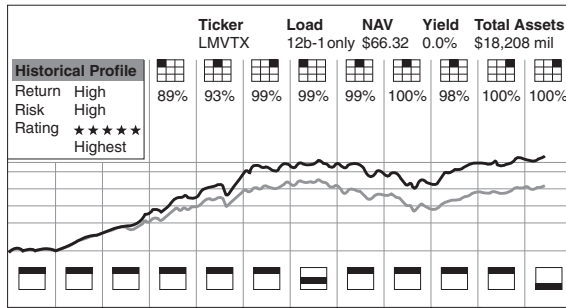 Ticker Load NAV Yield Total Assets
LMVTX 12b-1 only $66.32 0.0% $18,208 mil
Historical Profile
Return High
Risk High
Rating ★★★★★
Highest
89% 93% 99% 99% 99% 100% 98% 100% 100%